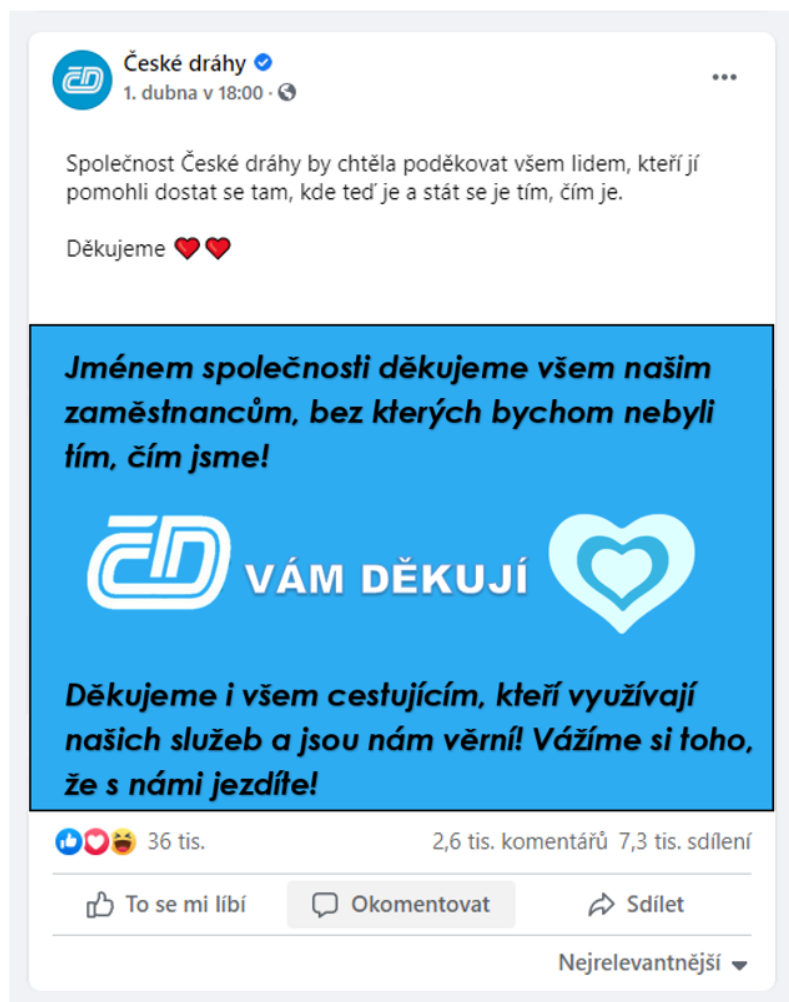 České dráhy
1. dubna v 18:00 ·
Společnost České dráhy by chtěla poděkovat všem lidem, kteří jí
pomohli dostat se tam, kde teď je a stát se je tím, čím je.
Děkujeme ❤❤
Jménem společnosti děkujeme všem našim
zaměstnancům, bez kterých bychom nebyli
tím, čím jsme!
ČD VÁM DĚKUJÍ
Děkujeme i všem cestujícím, kteří využívají
našich služeb a jsou nám věrní! Vážíme si toho,
že s námi jezdíte!
36 tis. 2,6 tis. komentářů 7,3 tis. sdílení
To se mi líbí Okomentovat Sdílet
Nejrelevantnější